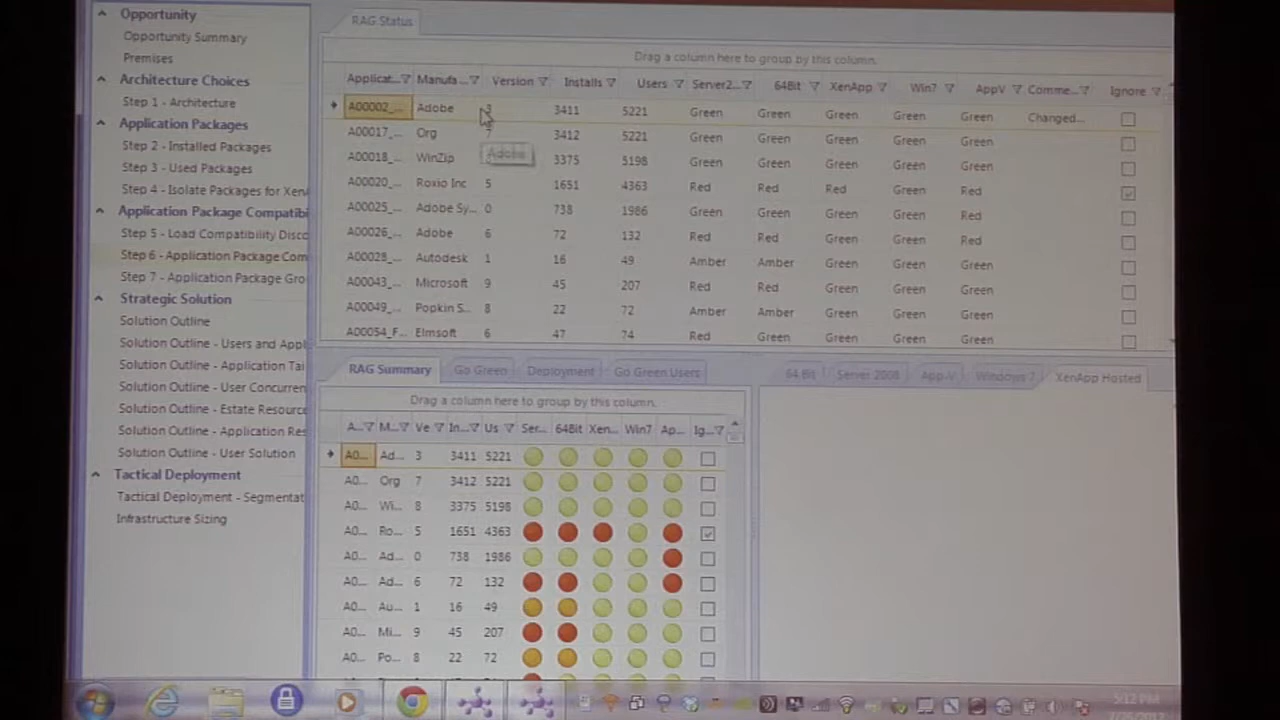 Opportunity
Opportunity Summary
Premises
Architecture Choices
Step 1 - Architecture
Application Packages
Step 2 - Installed Packages
Step 3 - Used Packages
Step 4 - Isolate Packages for Xen
Application Package Compatibi
Step 5 - Load Compatibility Disco
Step 6 - Application Package Com
Step 7 - Application Package Gro
Strategic Solution
Solution Outline
Solution Outline - Users and Appl
Solution Outline - Application Tai
Solution Outline - User Concurren
Solution Outline - Estate Resource
Solution Outline - Application Res
Solution Outline - User Solution
Tactical Deployment
Tactical Deployment - Segmentat
Infrastructure Sizing
RAG Status
Drag a column here to group by this column.
Applicat... Manufa... Version Installs Users Server2... 64Bit XenApp Win7 AppV Comme... Ignore
A00002_... Adobe 3 3411 5221 Green Green Green Green Green Changed...
A00017_... Org 7 3412 5221 Green Green Green Green Green
A00018_... WinZip 3375 5198 Green Green Green Green Green
Adobe
A00020_... Roxio Inc 5 1651 4363 Red Red Red Green Red
A00025_... Adobe Sy... 0 738 1986 Green Green Green Green Red
A00026_... Adobe 6 72 132 Red Red Green Green Red
A00028_... Autodesk 1 16 49 Amber Amber Green Green Green
A00043_... Microsoft 9 45 207 Red Red Green Green Green
A00049_... Popkin S... 8 22 72 Amber Amber Green Green Green
A00054_F... Elmsoft 6 47 74 Red Green Green Green Green
RAG Summary Go Green Deployment Go Green Users
Drag a column here to group by this column.
A... M... Ve In... Us Ser... 64Bit Xen... Win7 Ap... Ig...
A0... Ad... 3 3411 5221
A0... Org 7 3412 5221
A0... Wi... 8 3375 5198
A0... Ro... 5 1651 4363
A0... Ad... 0 738 1986
A0... Ad... 6 72 132
A0... Au... 1 16 49
A0... Mi... 9 45 207
A0... Po... 8 22 72
64 Bit Server 2008 App-V Windows 7 XenApp Hosted
5:12 PM